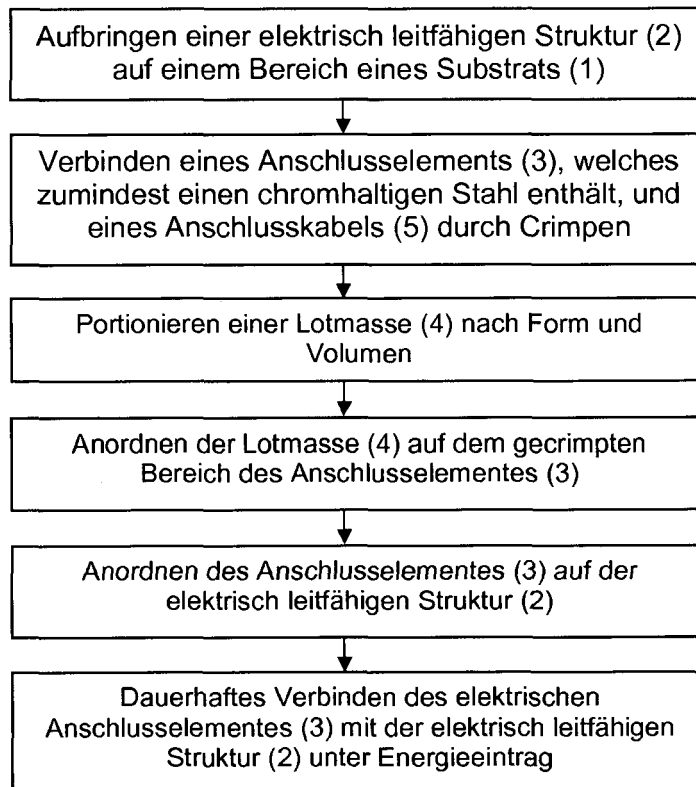 Aufbringen einer elektrisch leitfähigen Struktur (2)
auf einem Bereich eines Substrats (1)
Verbinden eines Anschlusselements (3), welches
zumindest einen chromhaltigen Stahl enthält, und
eines Anschlusskabels (5) durch Crimpen
Portionieren einer Lotmasse (4) nach Form und
Volumen
Anordnen der Lotmasse (4) auf dem gecrimpten
Bereich des Anschlusselementes (3)
Anordnen des Anschlusselementes (3) auf der
elektrisch leitfähigen Struktur (2)
Dauerhaftes Verbinden des elektrischen
Anschlusselementes (3) mit der elektrisch leitfähigen
Struktur (2) unter Energieeintrag